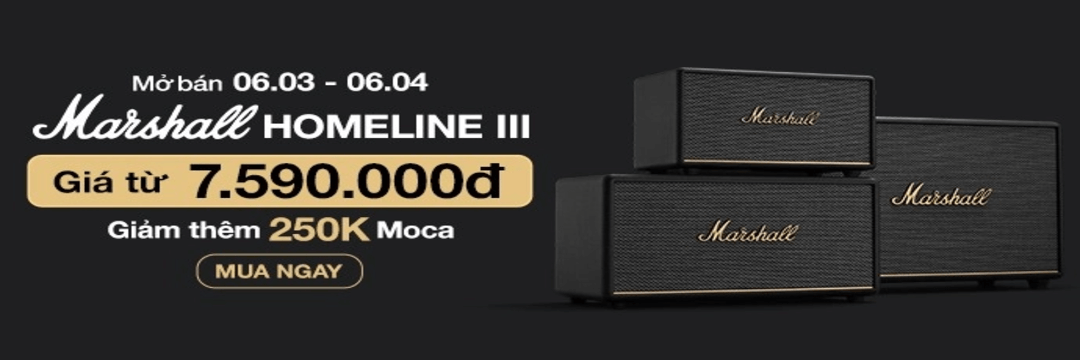 Mở bán 06.03 - 06.04
Marshall HOMELINE III
Giá từ 7.590.000đ
Giảm thêm 250K Moca
MUA NGAY
Marshall
Marshall
Marshall